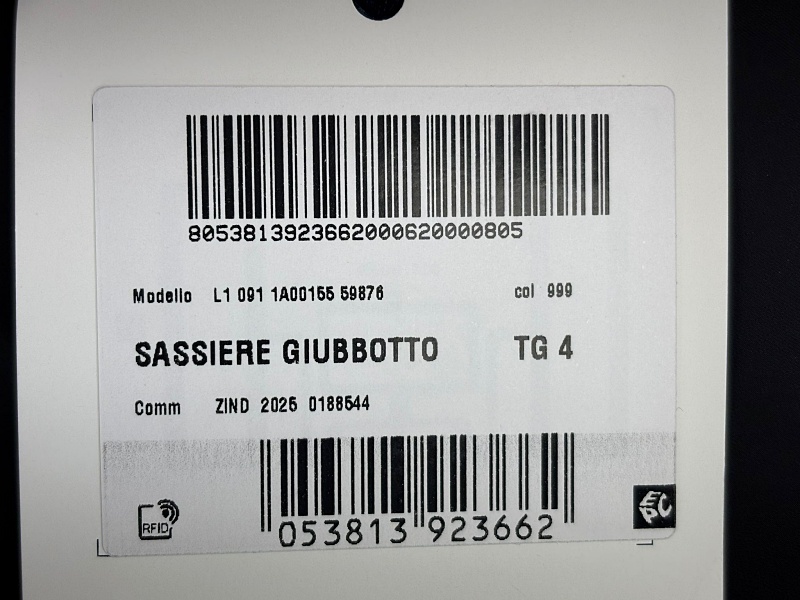 8053813923662000620000805
Modello L1 091 1A00155 59876 col 999
SASSIERE GIUBBOTTO TG 4
Comm ZIND 2025 0188544
RFID
EPC
053813 923662